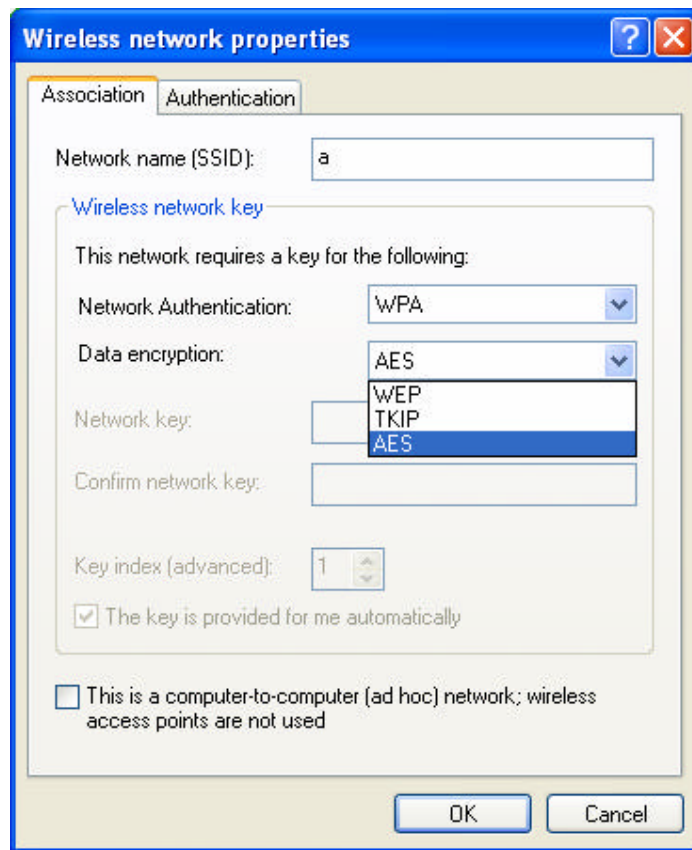 Wireless network properties
Association
Authentication
Network name (SSID):
a
Wireless network key
This network requires a key for the following:
Network Authentication:
WPA
Data encryption:
AES
WEP
TKIP
AES
Network key:
Confirm network key:
Key index (advanced):
1
The key is provided for me automatically
This is a computer-to-computer (ad hoc) network; wireless
access points are not used
OK
Cancel